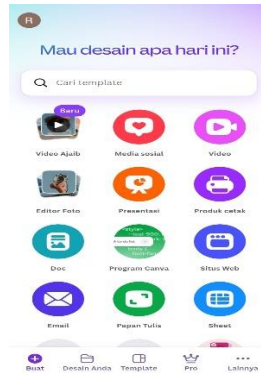 R
Mau desain apa hari ini?
Cari template
Baru
Video Ajaib Media sosial Video
Editor Foto Presentasi Produk cetak
Doc Program Canva Situs Web
Email Papan Tulis Sheet
Buat Desain Anda Template Pro Lainnya